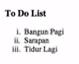 To Do List
i. Bangun Pagi
ii. Sarapan
iii. Tidur Lagi